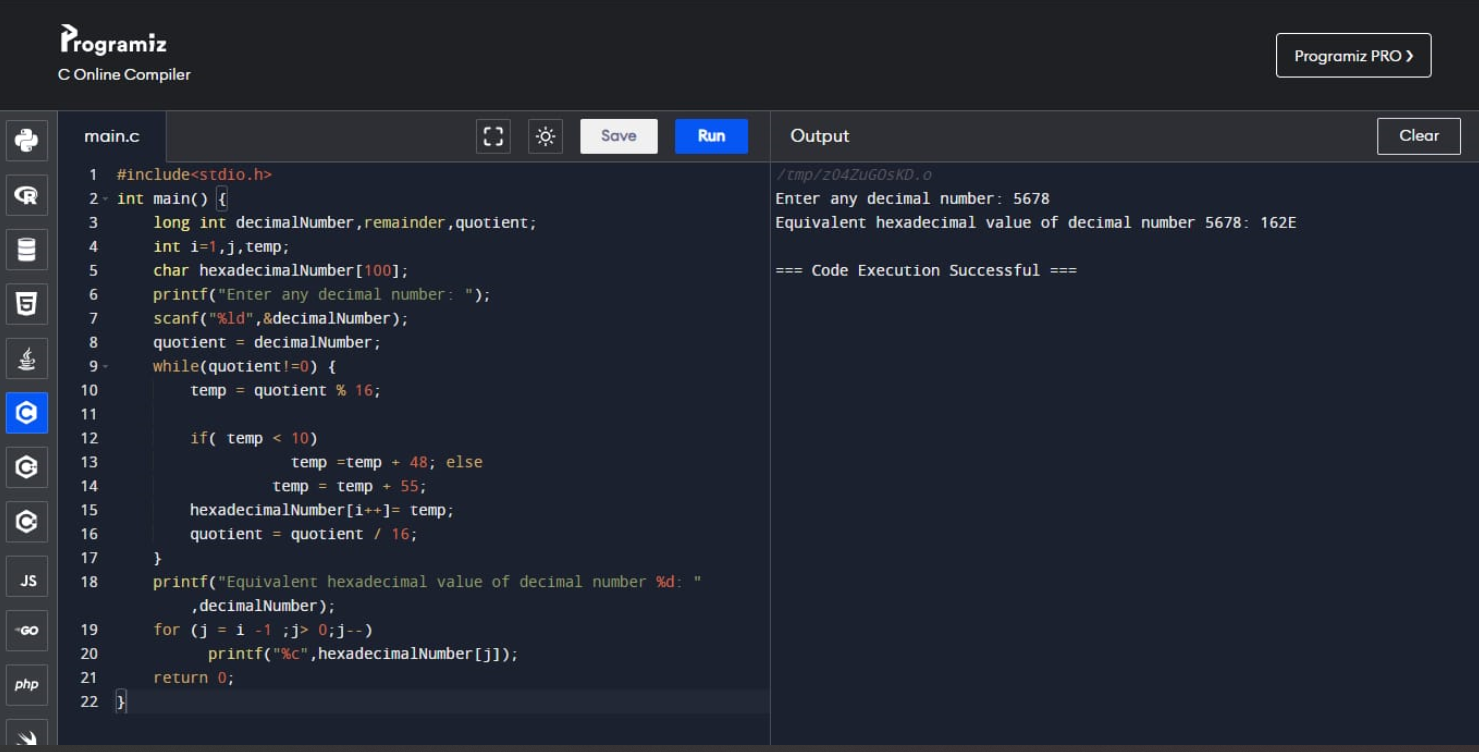 Programiz
C Online Compiler
Programiz PRO ❯
main.c
Save
Run
Output
Clear
1 #include<stdio.h>
2 int main() {
3 long int decimalNumber,remainder,quotient;
4 int i=1,j,temp;
5 char hexadecimalNumber[100];
6 printf("Enter any decimal number: ");
7 scanf("%ld",&decimalNumber);
8 quotient = decimalNumber;
9 while(quotient!=0) {
10 temp = quotient % 16;
11
12 if( temp < 10)
13 temp =temp + 48; else
14 temp = temp + 55;
15 hexadecimalNumber[i++]= temp;
16 quotient = quotient / 16;
17 }
18 printf("Equivalent hexadecimal value of decimal number %d: "
,decimalNumber);
19 for (j = i -1 ;j> 0;j--)
20 printf("%c",hexadecimalNumber[j]);
21 return 0;
22 }
/tmp/z04ZuGOsKD.o
Enter any decimal number: 5678
Equivalent hexadecimal value of decimal number 5678: 162E
=== Code Execution Successful ===
R
5
C
C
C
JS
GO
php